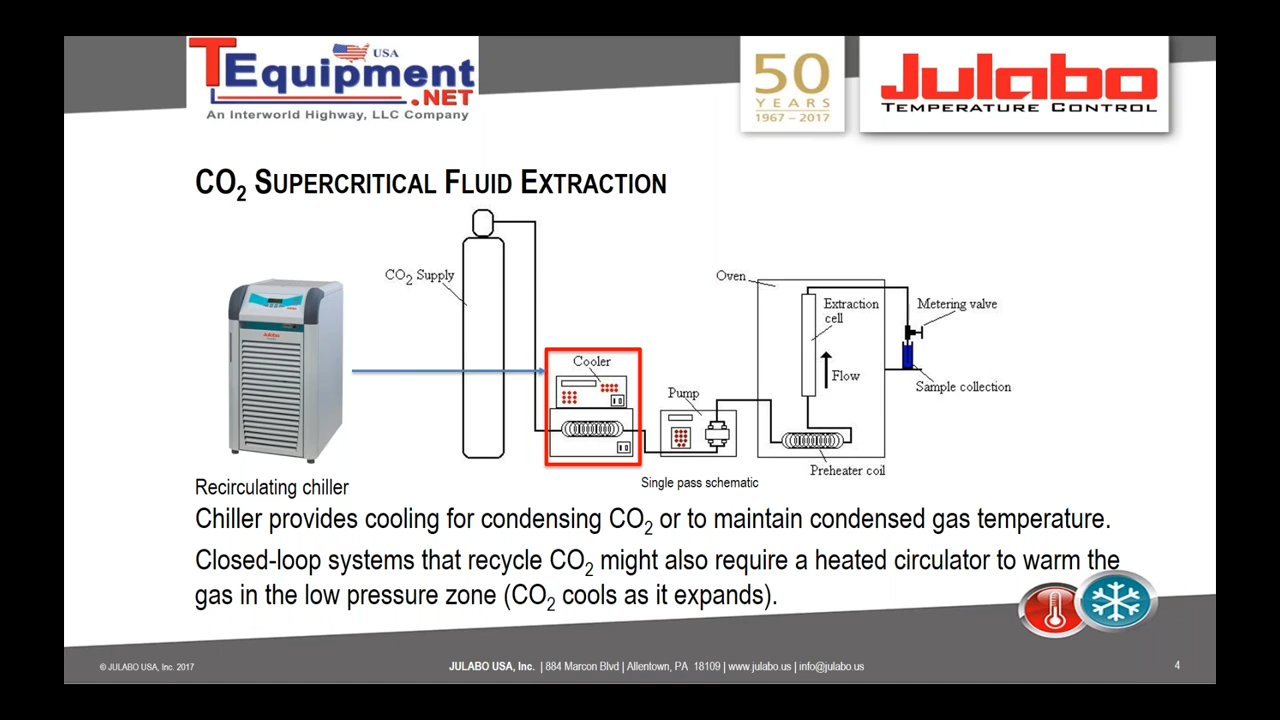 TEquipment
USA
.NET
An Interworld Highway, LLC Company
50
YEARS
1967 – 2017
Julabo
TEMPERATURE CONTROL
CO2 SUPERCRITICAL FLUID EXTRACTION
CO2 Supply
Oven
Extraction
cell
Metering valve
Cooler
Flow
Sample collection
Pump
Preheater coil
Julabo
Recirculating chiller
Single pass schematic
Chiller provides cooling for condensing CO2 or to maintain condensed gas temperature.
Closed-loop systems that recycle CO2 might also require a heated circulator to warm the
gas in the low pressure zone (CO2 cools as it expands).
© JULABO USA, Inc. 2017
JULABO USA, Inc. | 884 Marcon Blvd | Allentown, PA 18109 | www.julabo.us | info@julabo.us
4